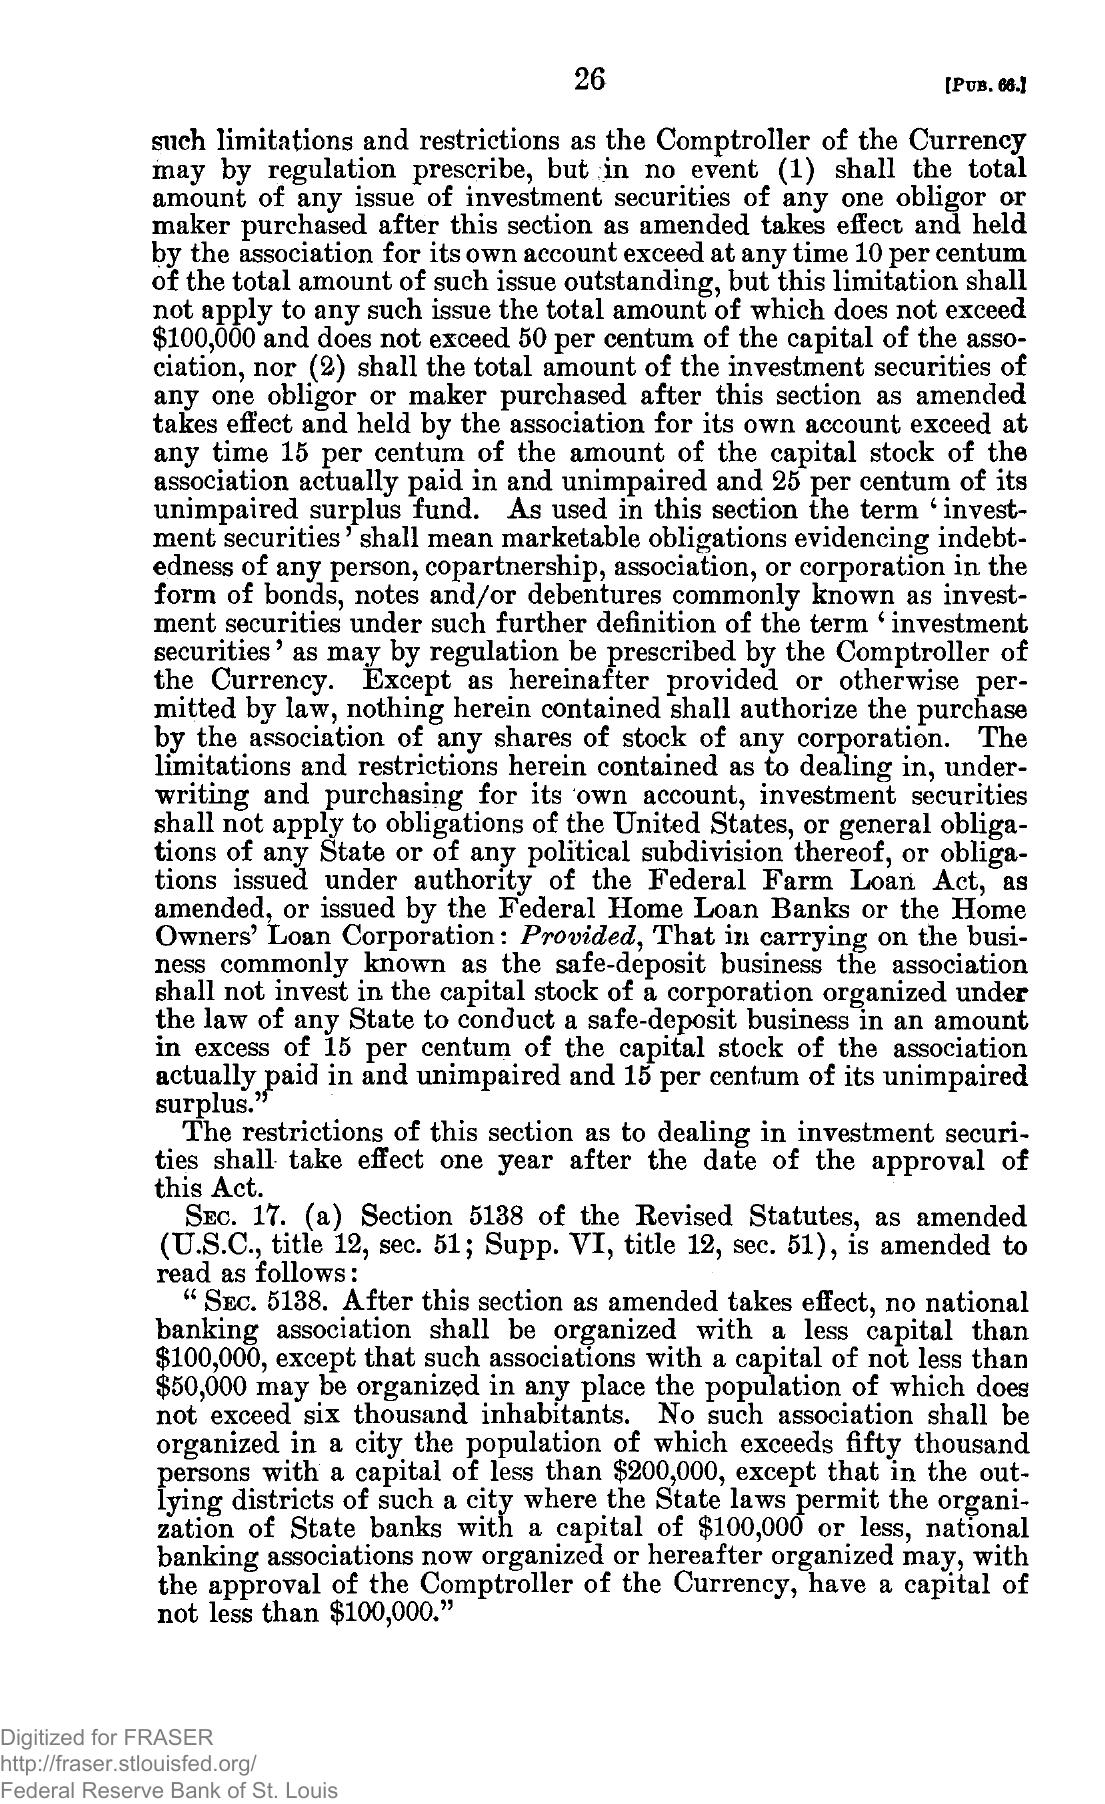 26
[PUB. 66.]
such limitations and restrictions as the Comptroller of the Currency
may by regulation prescribe, but in no event (1) shall the total
amount of any issue of investment securities of any one obligor or
maker purchased after this section as amended takes effect and held
by the association for its own account exceed at any time 10 per centum
of the total amount of such issue outstanding, but this limitation shall
not apply to any such issue the total amount of which does not exceed
$100,000 and does not exceed 50 per centum of the capital of the asso-
ciation, nor (2) shall the total amount of the investment securities of
any one obligor or maker purchased after this section as amended
takes effect and held by the association for its own account exceed at
any time 15 per centum of the amount of the capital stock of the
association actually paid in and unimpaired and 25 per centum of its
unimpaired surplus fund. As used in this section the term ‘invest-
ment securities’ shall mean marketable obligations evidencing indebt-
edness of any person, copartnership, association, or corporation in the
form of bonds, notes and/or debentures commonly known as invest-
ment securities under such further definition of the term ‘investment
securities’ as may by regulation be prescribed by the Comptroller of
the Currency. Except as hereinafter provided or otherwise per-
mitted by law, nothing herein contained shall authorize the purchase
by the association of any shares of stock of any corporation. The
limitations and restrictions herein contained as to dealing in, under-
writing and purchasing for its own account, investment securities
shall not apply to obligations of the United States, or general obliga-
tions of any State or of any political subdivision thereof, or obliga-
tions issued under authority of the Federal Farm Loan Act, as
amended, or issued by the Federal Home Loan Banks or the Home
Owners’ Loan Corporation: Provided, That in carrying on the busi-
ness commonly known as the safe-deposit business the association
shall not invest in the capital stock of a corporation organized under
the law of any State to conduct a safe-deposit business in an amount
in excess of 15 per centum of the capital stock of the association
actually paid in and unimpaired and 15 per centum of its unimpaired
surplus.”
The restrictions of this section as to dealing in investment securi-
ties shall take effect one year after the date of the approval of
this Act.
SEC. 17. (a) Section 5138 of the Revised Statutes, as amended
(U.S.C., title 12, sec. 51; Supp. VI, title 12, sec. 51), is amended to
read as follows:
“SEC. 5138. After this section as amended takes effect, no national
banking association shall be organized with a less capital than
$100,000, except that such associations with a capital of not less than
$50,000 may be organized in any place the population of which does
not exceed six thousand inhabitants. No such association shall be
organized in a city the population of which exceeds fifty thousand
persons with a capital of less than $200,000, except that in the out-
lying districts of such a city where the State laws permit the organi-
zation of State banks with a capital of $100,000 or less, national
banking associations now organized or hereafter organized may, with
the approval of the Comptroller of the Currency, have a capital of
not less than $100,000.”
Digitized for FRASER
http://fraser.stlouisfed.org/
Federal Reserve Bank of St. Louis